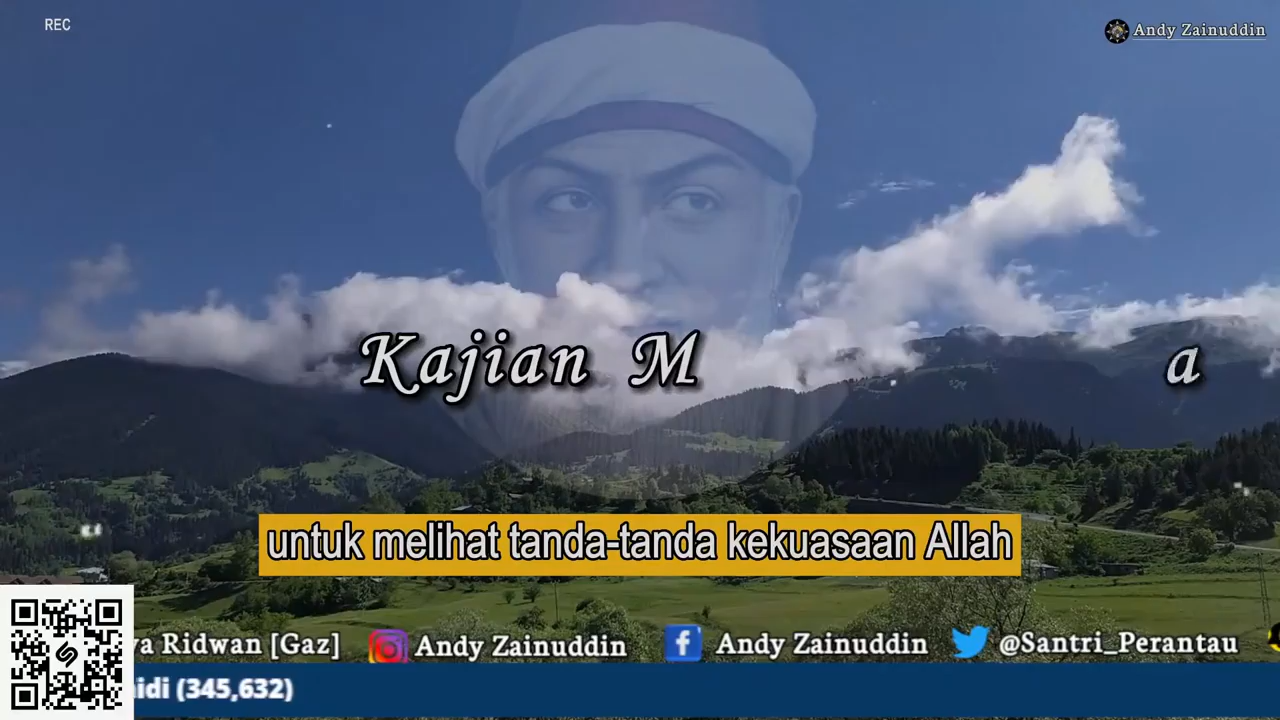 REC
Andy Zainuddin
Kajian M a
untuk melihat tanda-tanda kekuasaan Allah
Ridwan [Gaz] Andy Zainuddin Andy Zainuddin @Santri_Perantau
(345,632)